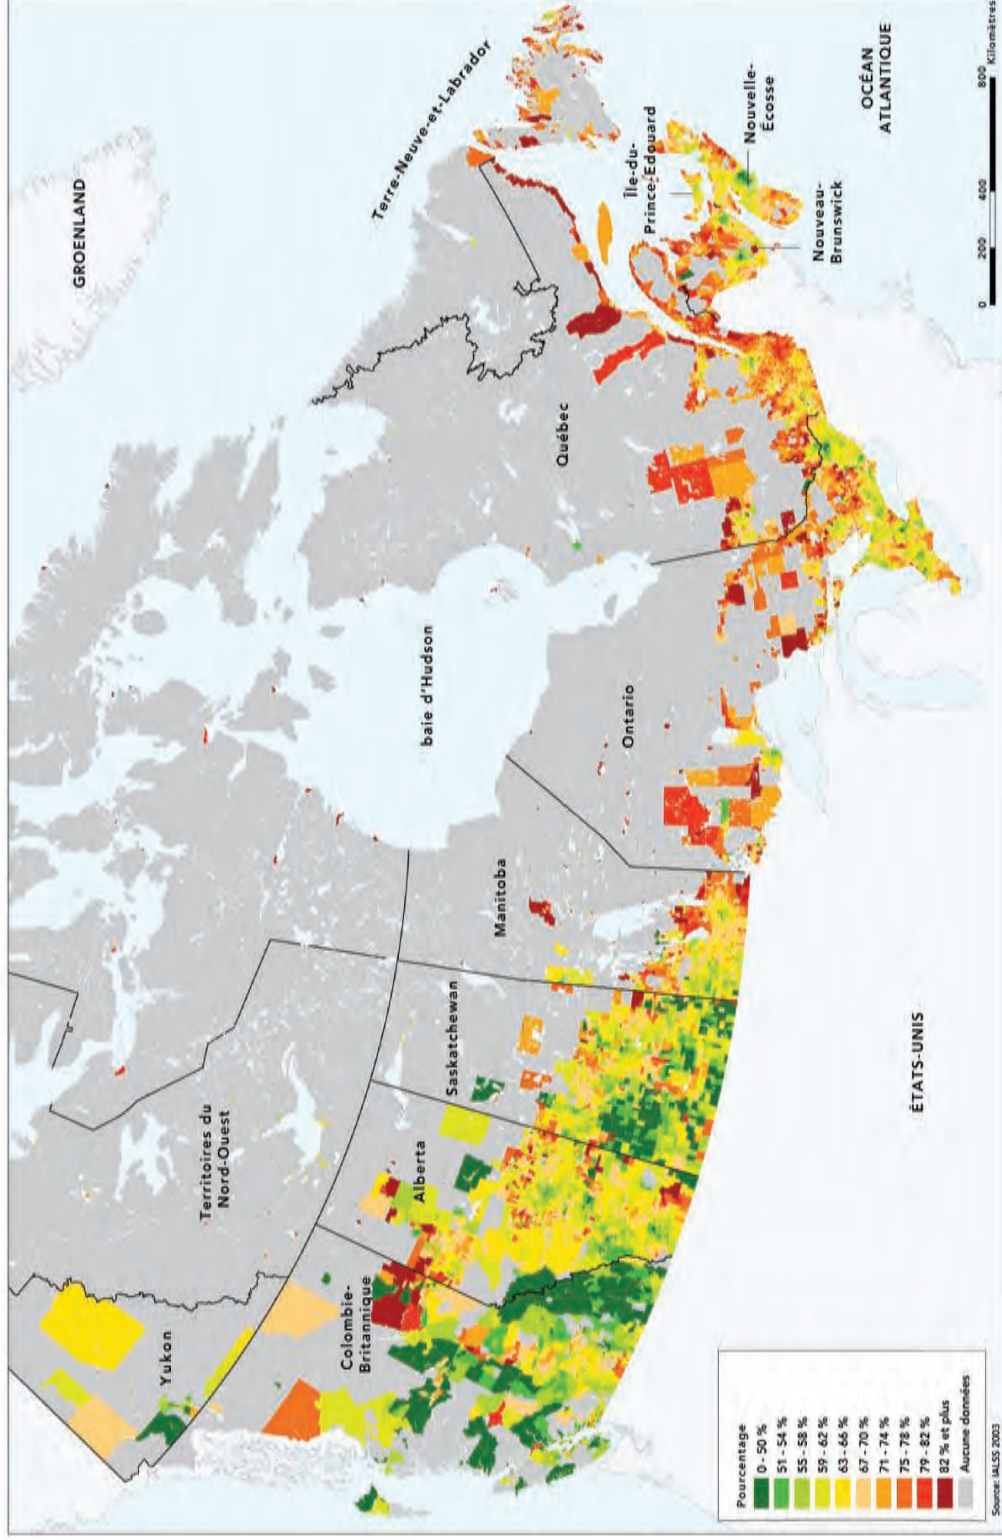 GROENLAND
Terre-Neuve-et-Labrador
Yukon
Territoires du
Nord-Ouest
baie d'Hudson
Colombie-
Britannique
Alberta
Saskatchewan
Manitoba
Ontario
Québec
Île-du-
Prince-Édouard
Nouvelle-
Écosse
Nouveau-
Brunswick
OCÉAN
ATLANTIQUE
ÉTATS-UNIS
Pourcentage
0 - 50 %
51 - 54 %
55 - 58 %
59 - 62 %
63 - 66 %
67 - 70 %
71 - 74 %
75 - 78 %
79 - 82 %
82 % et plus
Aucune données
0 200 400 800
Kilomètres
Source: IALSS 2003